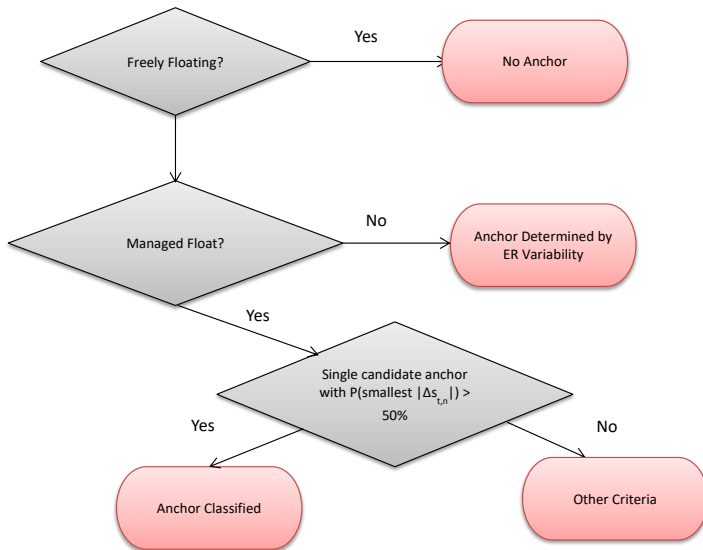 Yes
Freely Floating?
No Anchor
No
Managed Float?
Anchor Determined by
ER Variability
Yes
Single candidate anchor
with P(smallest |Δs_{t,n}|) >
50%
Yes
No
Anchor Classified
Other Criteria